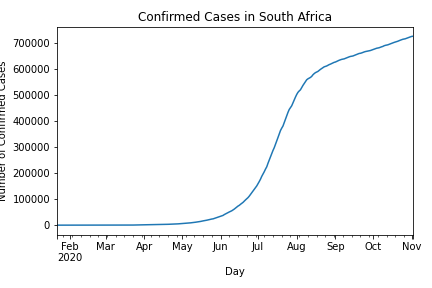 Confirmed Cases in South Africa
700000
600000
500000
400000
300000
200000
100000
0
Number of Confirmed Cases
Feb Mar Apr May Jun Jul Aug Sep Oct Nov
2020
Day